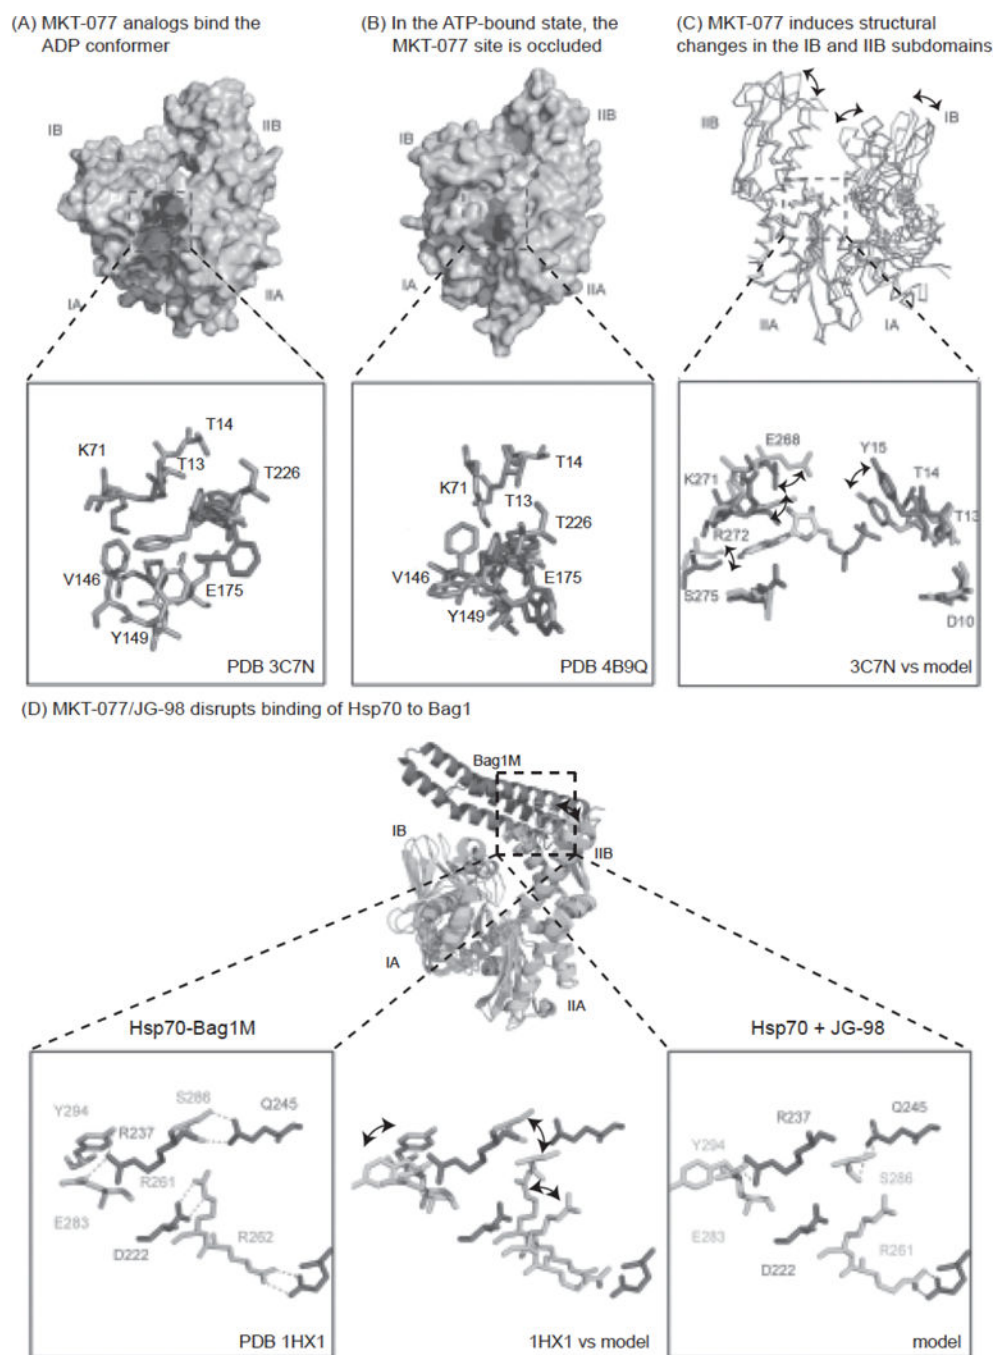 (A) MKT-077 analogs bind the
ADP conformer
(B) In the ATP-bound state, the
MKT-077 site is occluded
(C) MKT-077 induces structural
changes in the IB and IIB subdomains
IB
IIB
IA
IIA
IB
IIB
IA
IIA
IIB
IB
IIA
IA
K71
T14
T13
T226
V146
E175
Y149
PDB 3C7N
K71
T14
T13
T226
V146
E175
Y149
PDB 4B9Q
E268
Y15
K271
T14
T13
R272
S275
D10
3C7N vs model
(D) MKT-077/JG-98 disrupts binding of Hsp70 to Bag1
Bag1M
IB
IIB
IA
IIA
Hsp70-Bag1M
S286
Y294
Q245
R237
R261
E283
R262
D222
PDB 1HX1
1HX1 vs model
Hsp70 + JG-98
Q245
R237
Y294
S286
E283
R261
D222
model